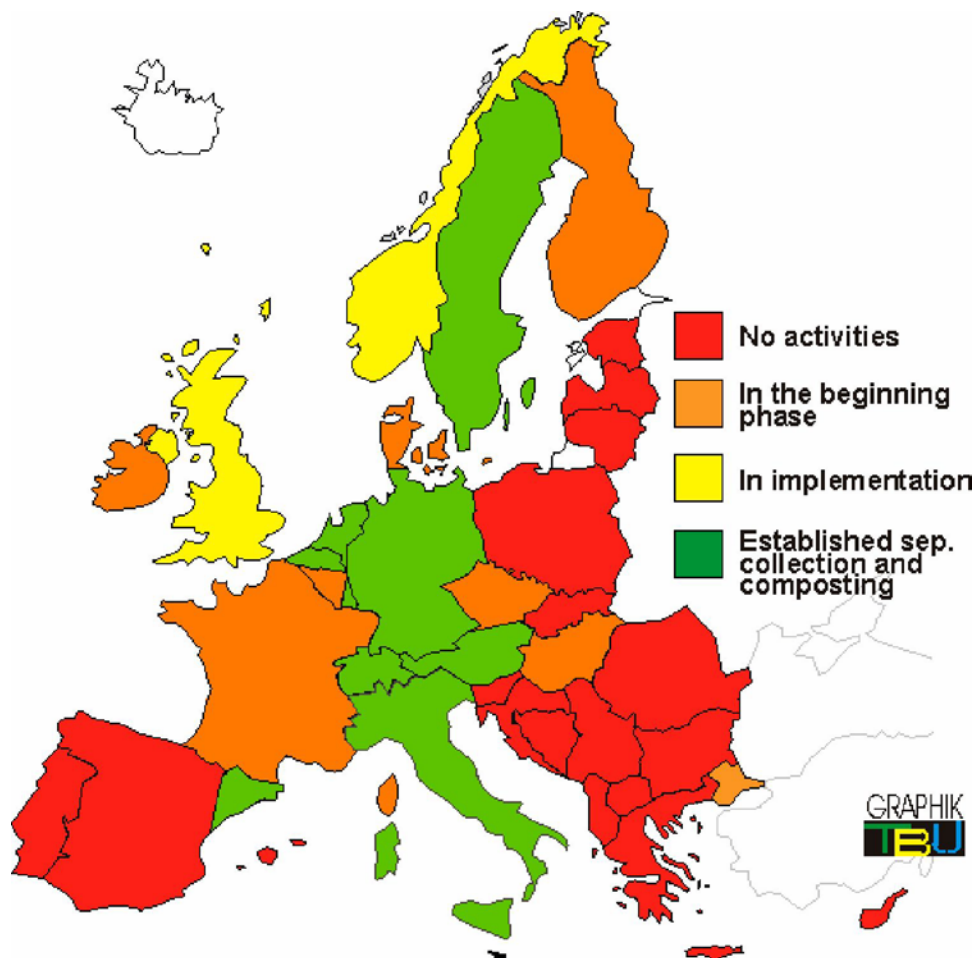 No activities
In the beginning
phase
In implementation
Established sep.
collection and
composting
GRAPHIK
TBU